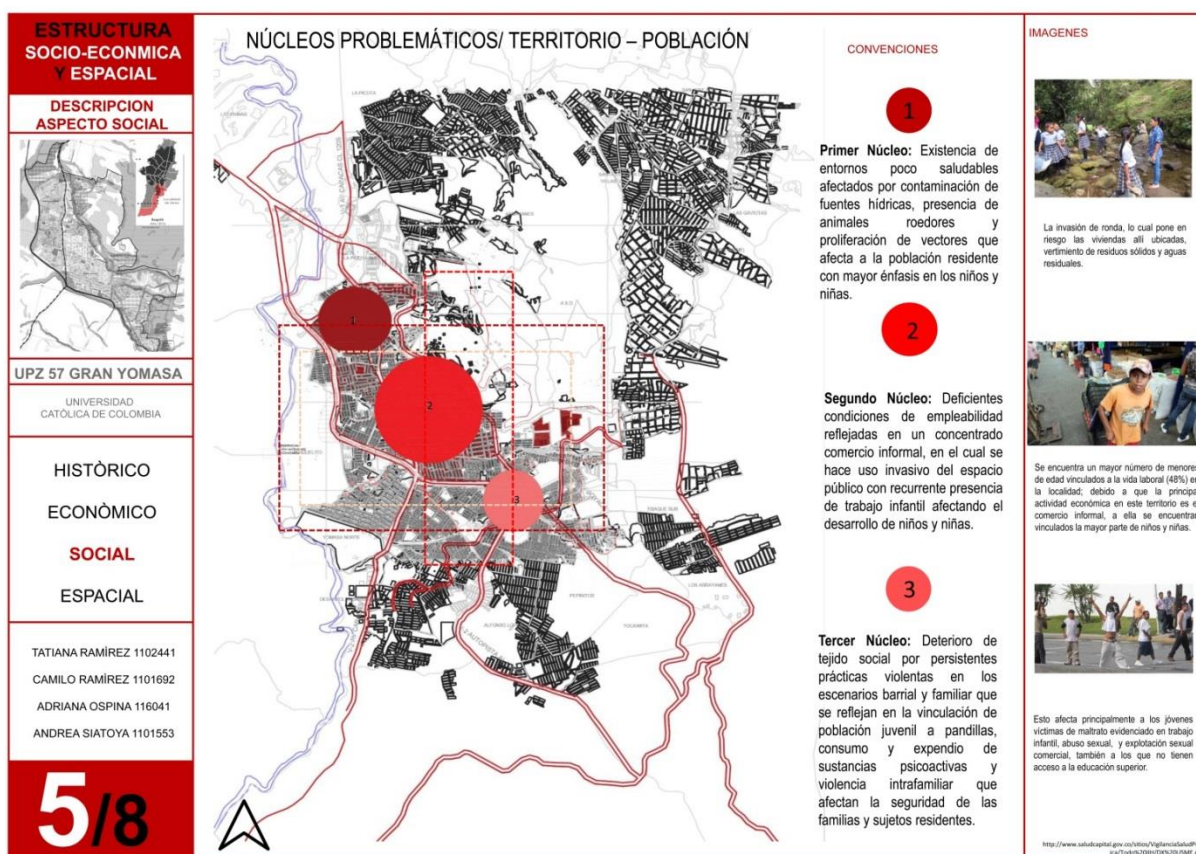 ESTRUCTURA
SOCIO-ECONMICA
Y ESPACIAL
DESCRIPCION
ASPECTO SOCIAL
UPZ 57 GRAN YOMASA
UNIVERSIDAD
CATÒLICA DE COLOMBIA
HISTÒRICO
ECONÒMICO
SOCIAL
ESPACIAL
TATIANA RAMÍREZ 1102441
CAMILO RAMÍREZ 1101692
ADRIANA OSPINA 116041
ANDREA SIATOYA 1101553
5/8
NÚCLEOS PROBLEMÁTICOS/ TERRITORIO – POBLACIÓN
1
2
3
CONVENCIONES
1
Primer Núcleo: Existencia de
entornos poco saludables
afectados por contaminación de
fuentes hídricas, presencia de
animales roedores y
proliferación de vectores que
afecta a la población residente
con mayor énfasis en los niños y
niñas.
2
Segundo Núcleo: Deficientes
condiciones de empleabilidad
reflejadas en un concentrado
comercio informal, en el cual se
hace uso invasivo del espacio
público con recurrente presencia
de trabajo infantil afectando el
desarrollo de niños y niñas.
3
Tercer Núcleo: Deterioro de
tejido social por persistentes
prácticas violentas en los
escenarios barrial y familiar que
se reflejan en la vinculación de
población juvenil a pandillas,
consumo y expendio de
sustancias psicoactivas y
violencia intrafamiliar que
afectan la seguridad de las
familias y sujetos residentes.
IMAGENES
La invasión de ronda, lo cual pone en
riesgo las viviendas allí ubicadas,
vertimiento de residuos sólidos y aguas
residuales.
Se encuentra un mayor número de menores
de edad vinculados a la vida laboral (48%) en
la localidad; debido a que la principal
actividad económica en este territorio es el
comercio informal, a ella se encuentran
vinculados la mayor parte de niños y niñas.
Esto afecta principalmente a los jóvenes
víctimas de maltrato evidenciado en trabajo
infantil, abuso sexual, y explotación sexual
comercial, también a los que no tienen
acceso a la educación superior.